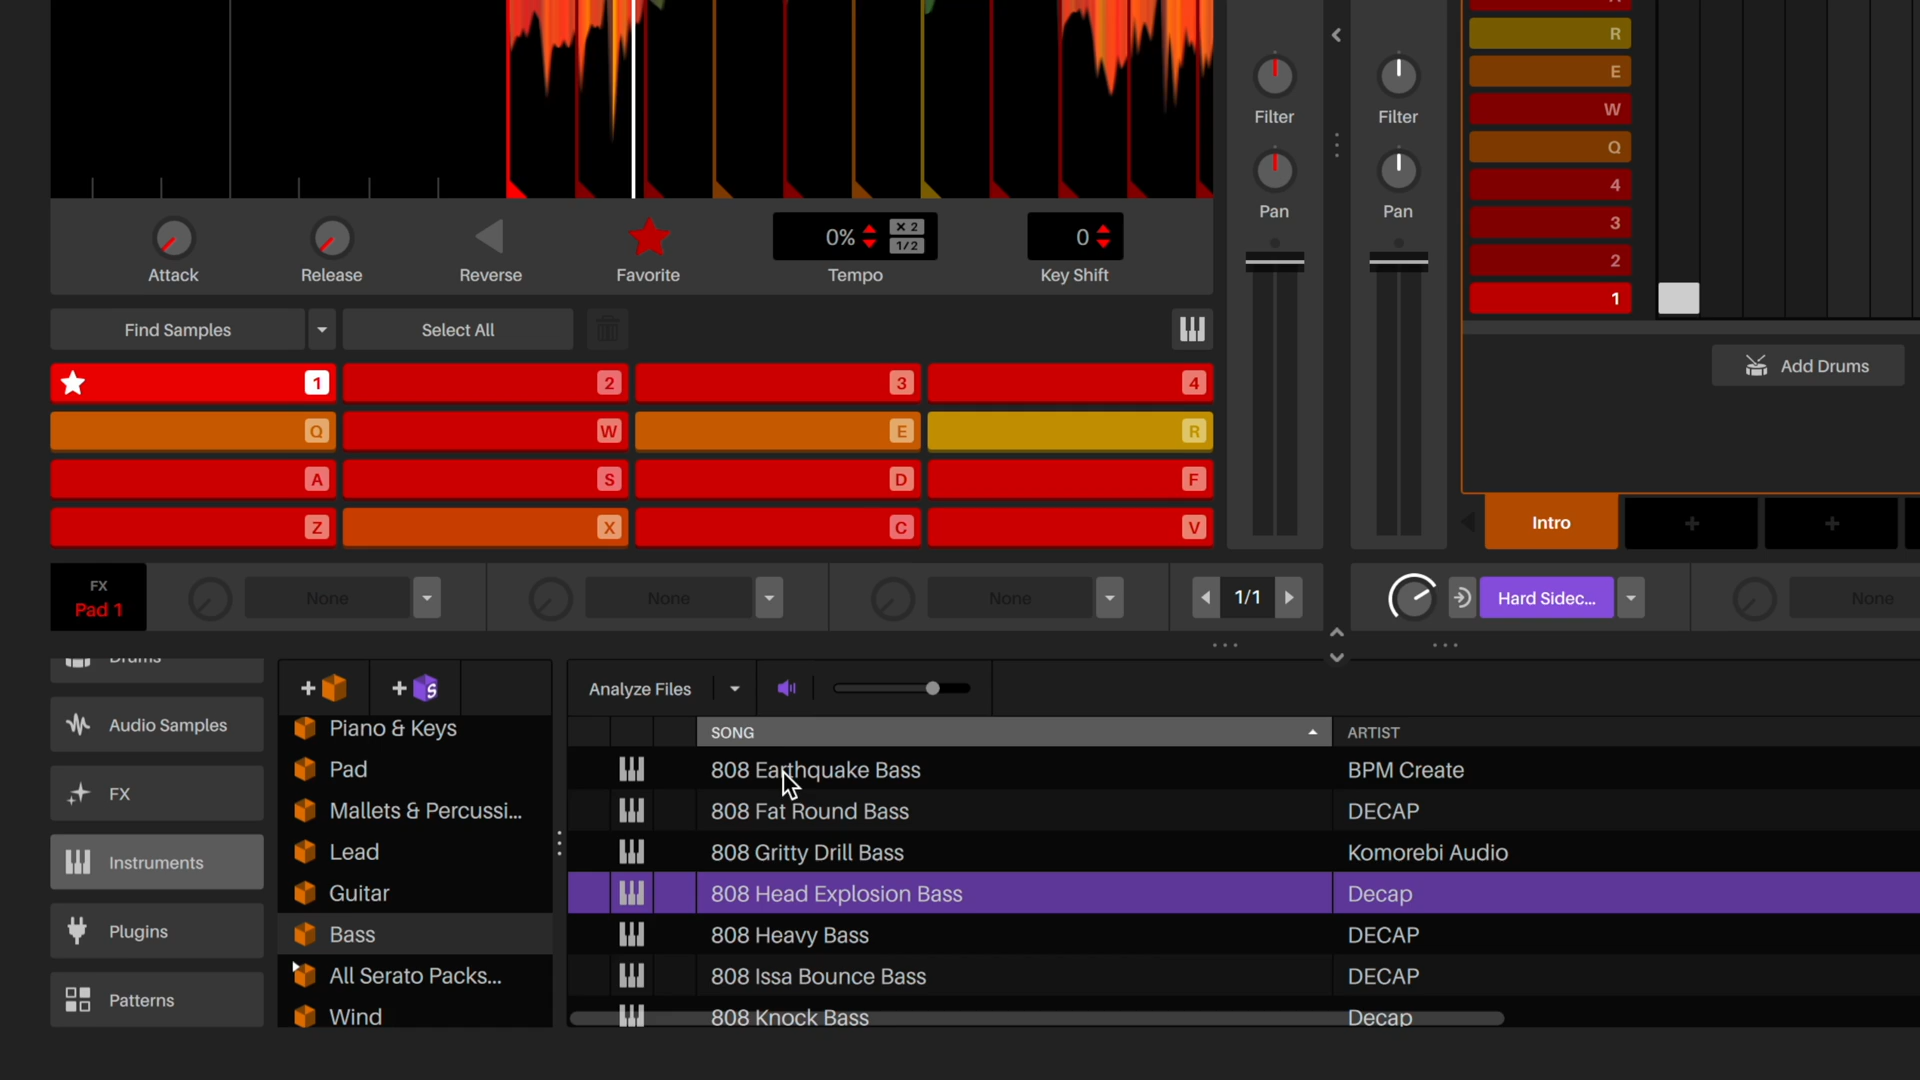 R
E
W
Q
4
3
2
1
Filter
Filter
Pan
Pan
0%
× 2
1/2
0
Attack
Release
Reverse
Favorite
Tempo
Key Shift
Find Samples
Select All
Add Drums
1
2
3
4
Q
W
E
R
A
S
D
F
Z
X
C
V
Intro
+
+
FX
Pad 1
None
None
None
1/1
Hard Sidec...
None
Drums
Audio Samples
FX
Instruments
Plugins
Patterns
+
+ S
Piano & Keys
Pad
Mallets & Percussi...
Lead
Guitar
Bass
All Serato Packs...
Wind
Analyze Files
SONG
ARTIST
808 Earthquake Bass
BPM Create
808 Fat Round Bass
DECAP
808 Gritty Drill Bass
Komorebi Audio
808 Head Explosion Bass
Decap
808 Heavy Bass
DECAP
808 Issa Bounce Bass
DECAP
808 Knock Bass
Decap